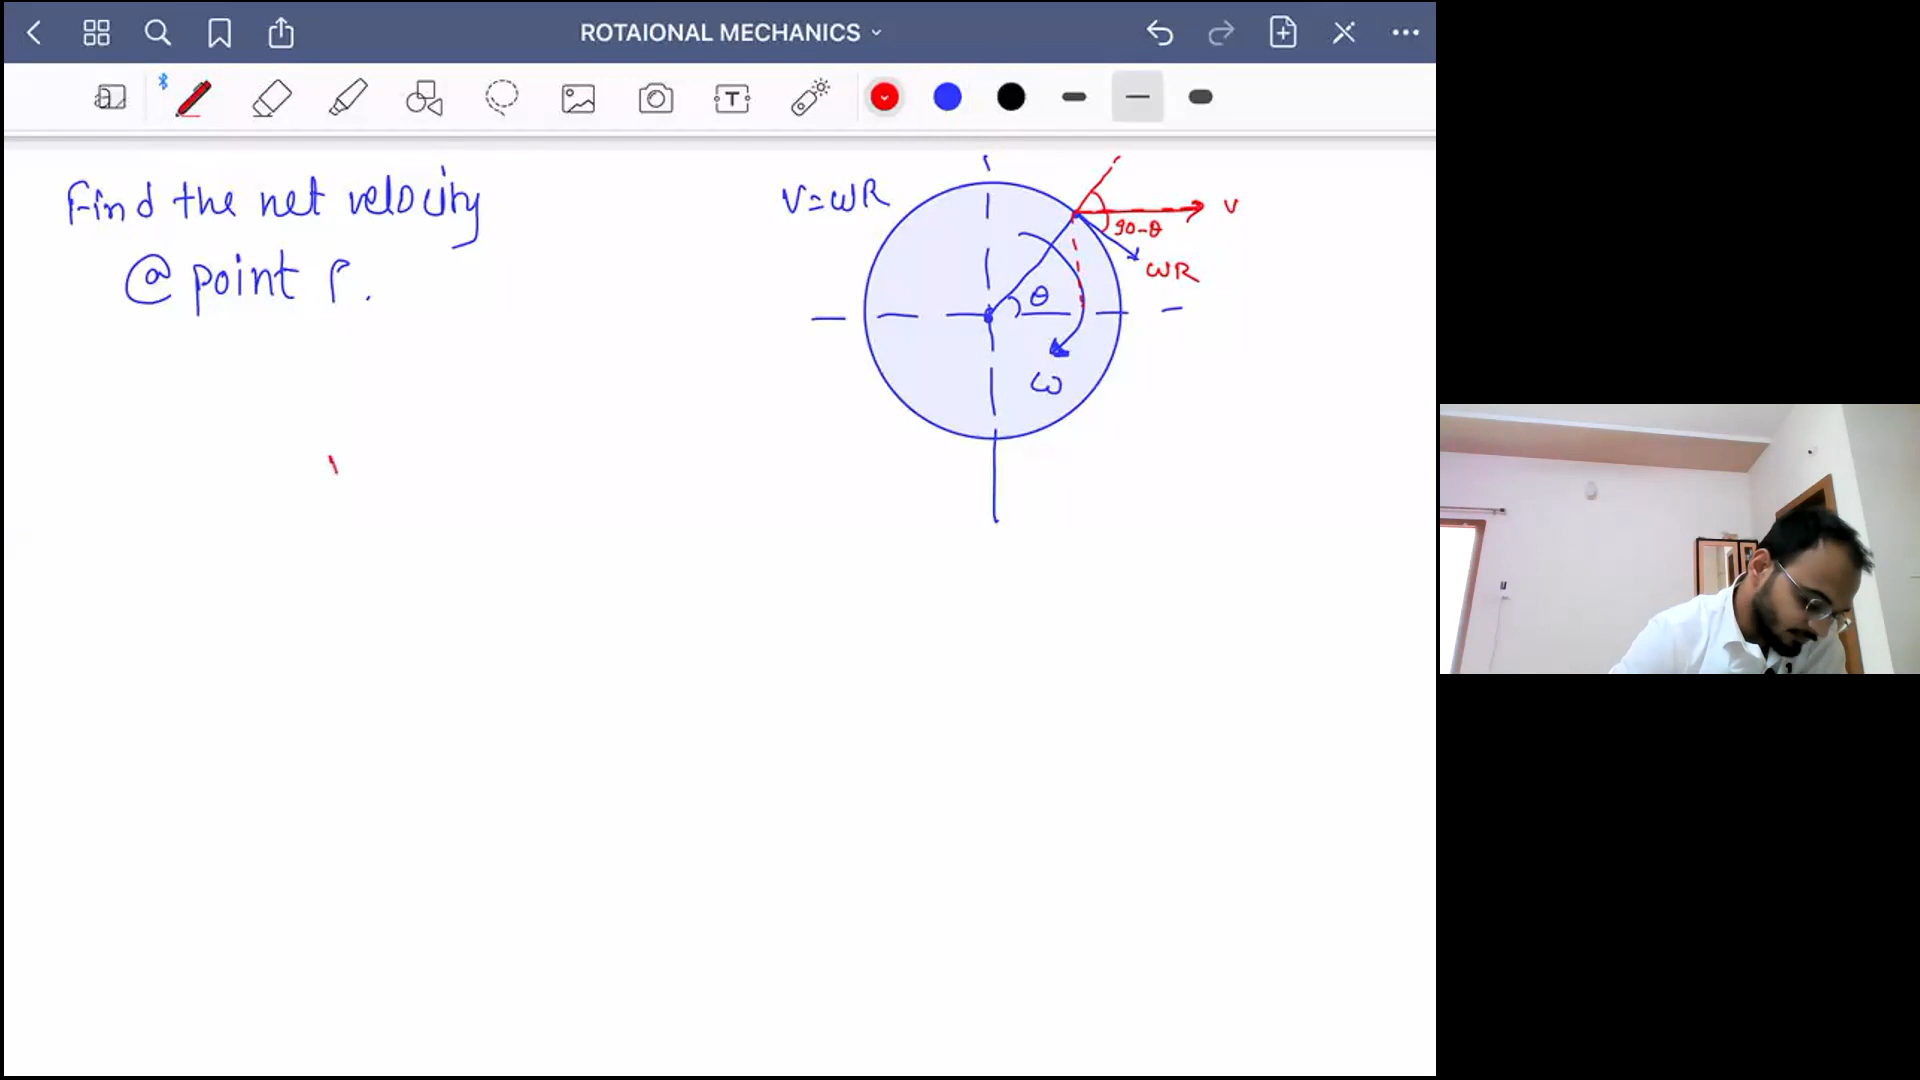 ROTAIONAL MECHANICS
Find the net velocity
@ point P.
V = ωR
v
90-θ
ωR
θ
ω